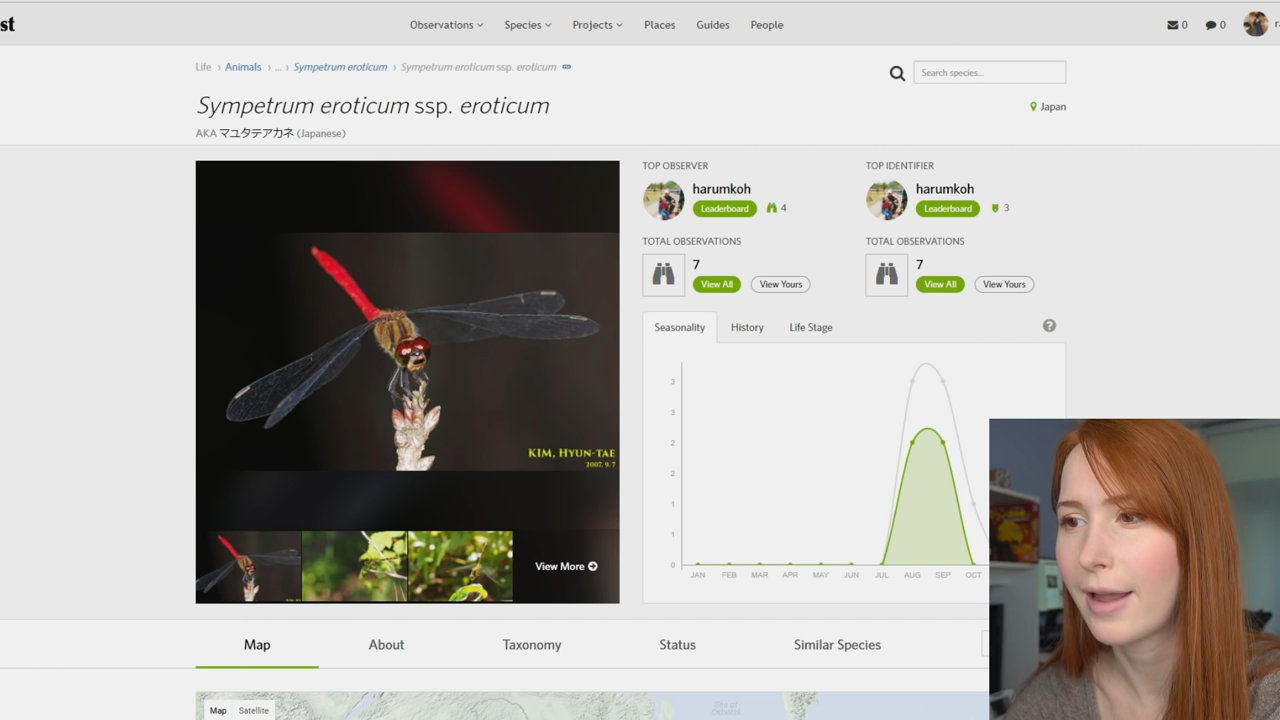 st
Observations Species Projects Places Guides People
0 0
Life › Animals › ... › Sympetrum eroticum › Sympetrum eroticum ssp. eroticum
Search species...
Sympetrum eroticum ssp. eroticum
Japan
AKA マユタテアカネ (Japanese)
TOP OBSERVER
harumkoh
Leaderboard 4
TOP IDENTIFIER
harumkoh
Leaderboard 3
TOTAL OBSERVATIONS
7
View All View Yours
TOTAL OBSERVATIONS
7
View All View Yours
Seasonality History Life Stage ?
3
3
2
2
1
1
0
JAN FEB MAR APR MAY JUN JUL AUG SEP OCT
KIM, HYUN-TAE
2007. 9. 7
View More
Map About Taxonomy Status Similar Species
Map Satellite
Sea of
Okhotsk